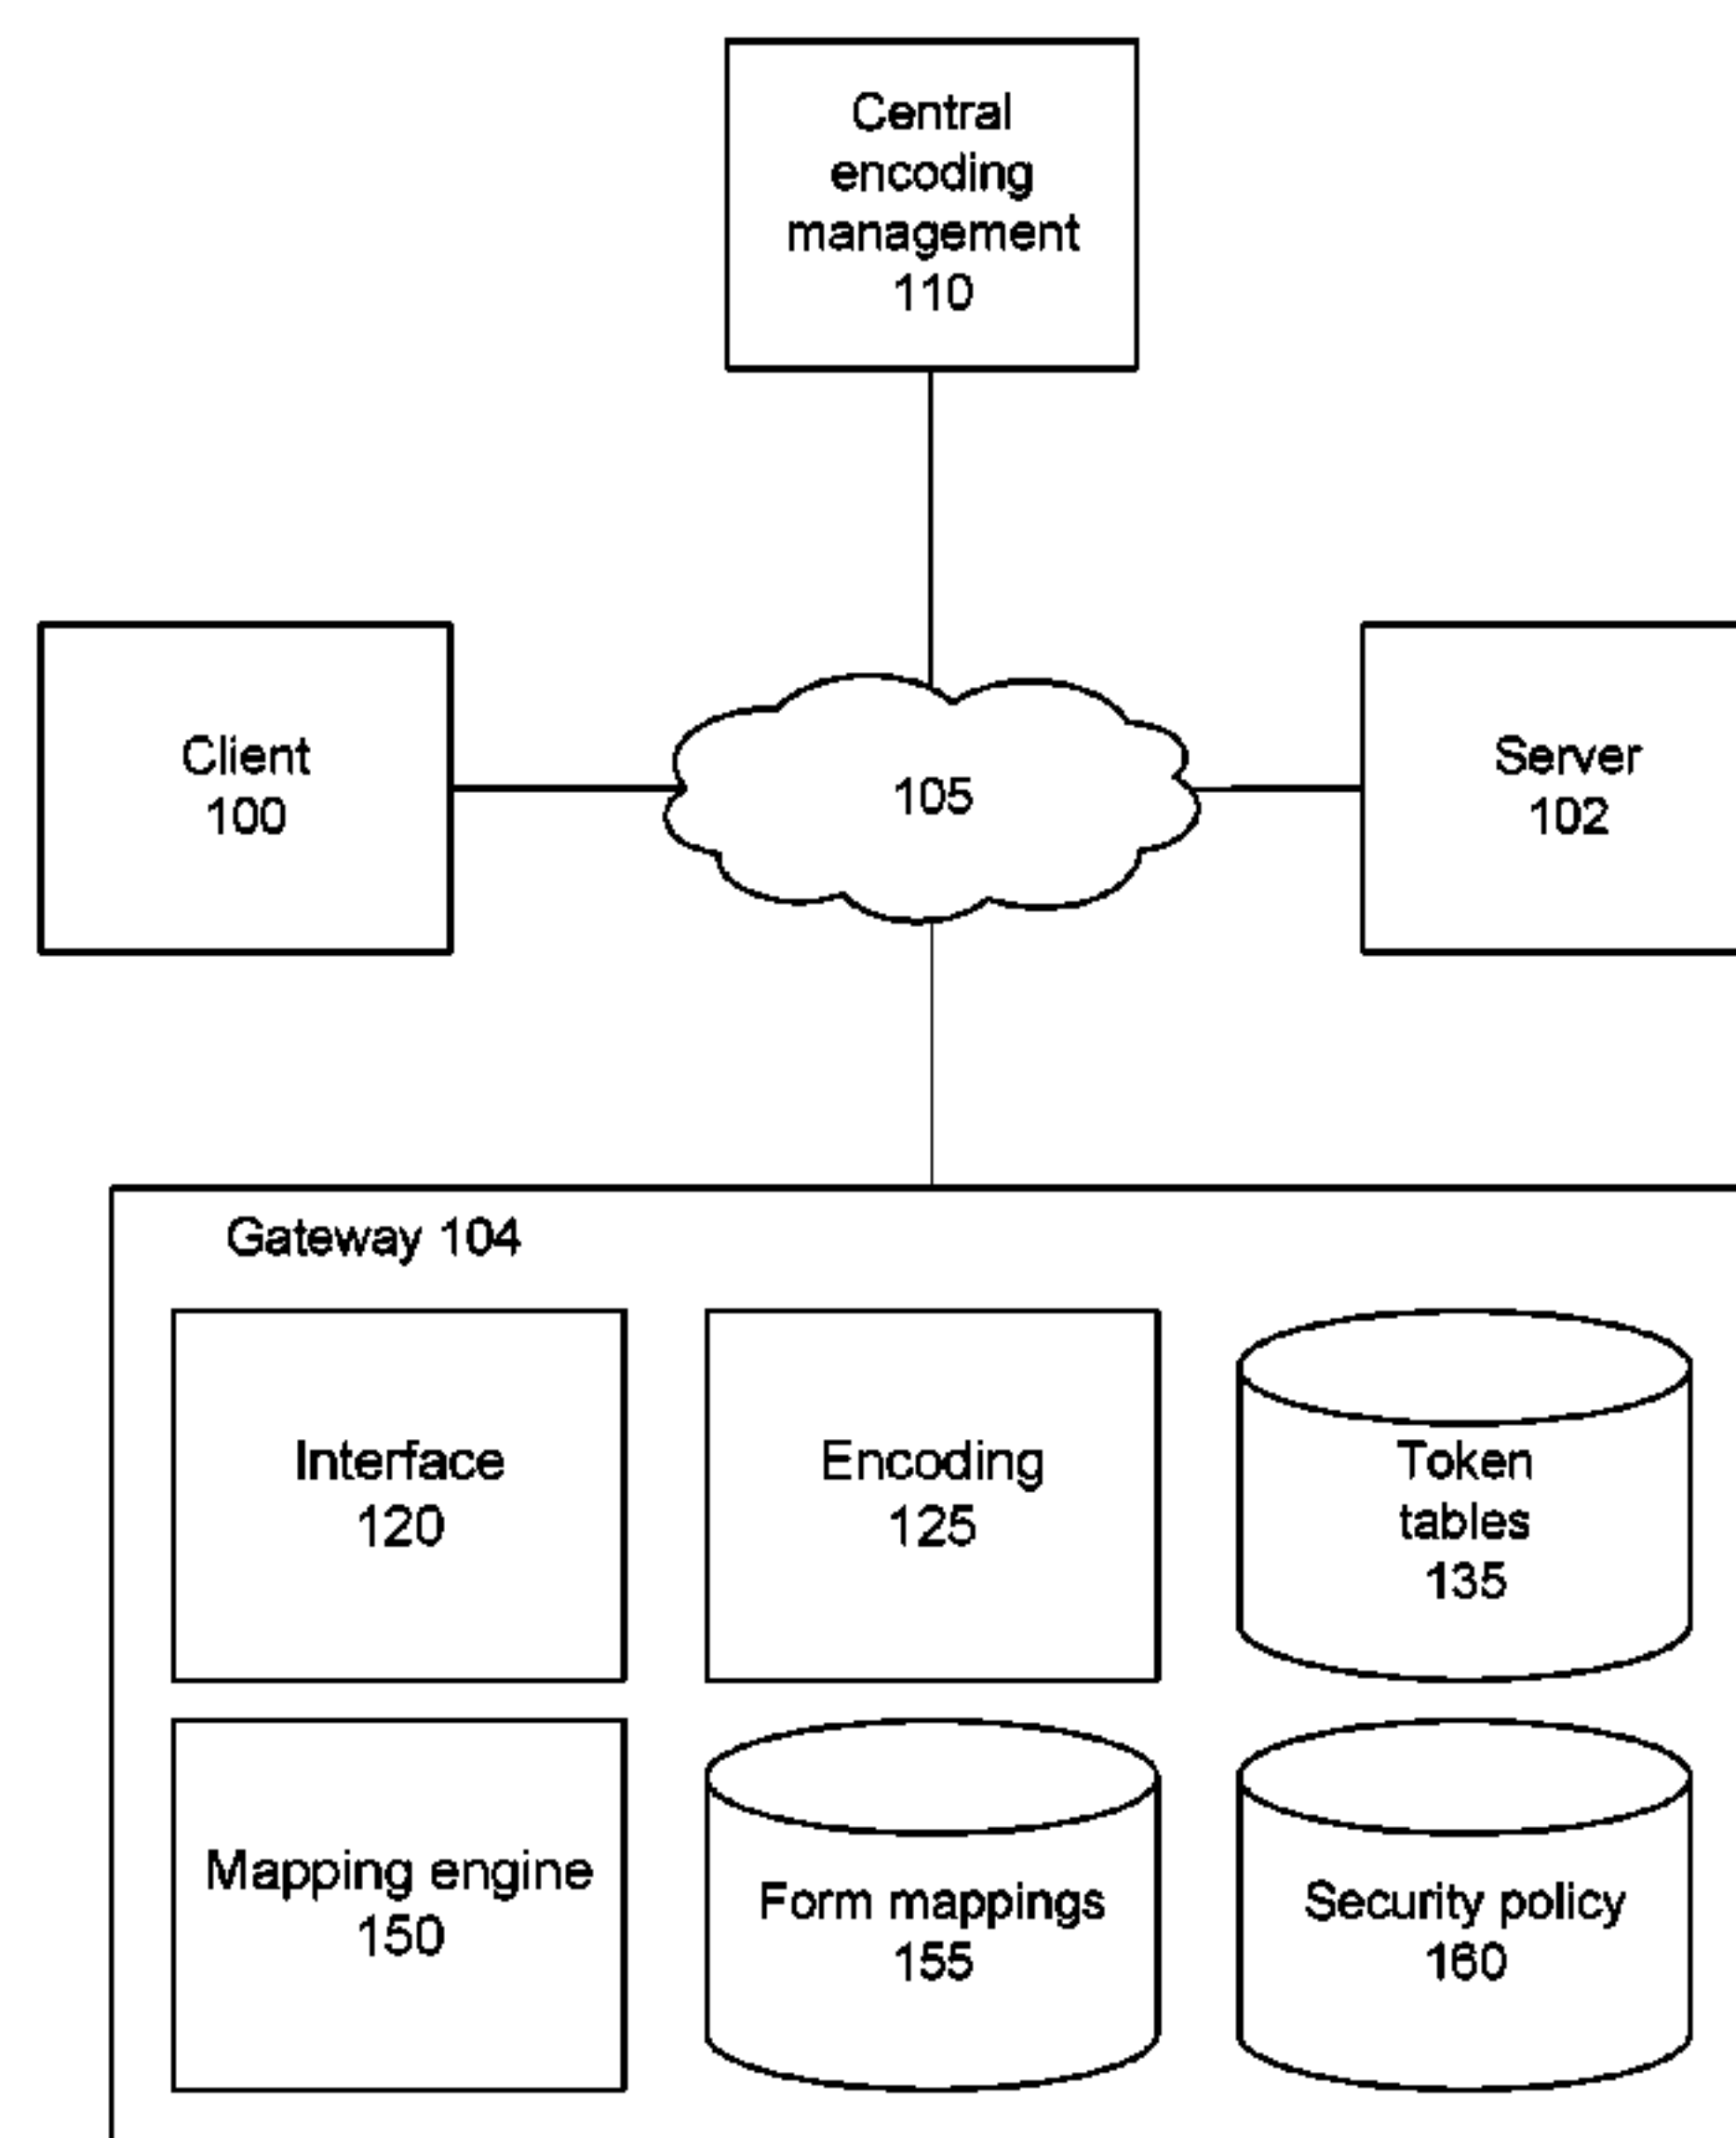 Central
encoding
management
110
Client
100
105
Server
102
Gateway 104
Interface
120
Encoding
125
Token
tables
135
Mapping engine
150
Form mappings
155
Security policy
160